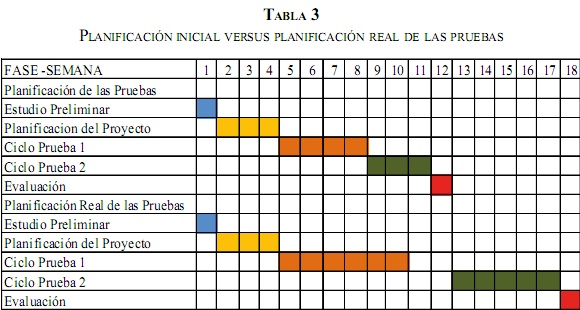 TABLA 3
PLANIFICACIÓN INICIAL VERSUS PLANIFICACIÓN REAL DE LAS PRUEBAS
FASE-SEMANA 1 2 3 4 5 6 7 8 9 10 11 12 13 14 15 16 17 18
Planificación de las Pruebas
Estudio Preliminar
Planificacion del Proyecto
Ciclo Prueba 1
Ciclo Prueba 2
Evaluación
Planificación Real de las Pruebas
Estudio Preliminar
Planificación del Proyecto
Ciclo Prueba 1
Ciclo Prueba 2
Evaluación